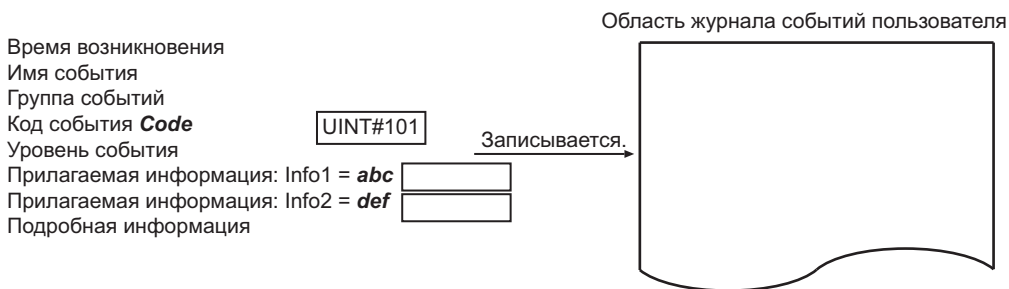 Область журнала событий пользователя
Время возникновения
Имя события
Группа событий
Код события Code UINT#101
Уровень события
Записывается.
Прилагаемая информация: Info1 = abc
Прилагаемая информация: Info2 = def
Подробная информация